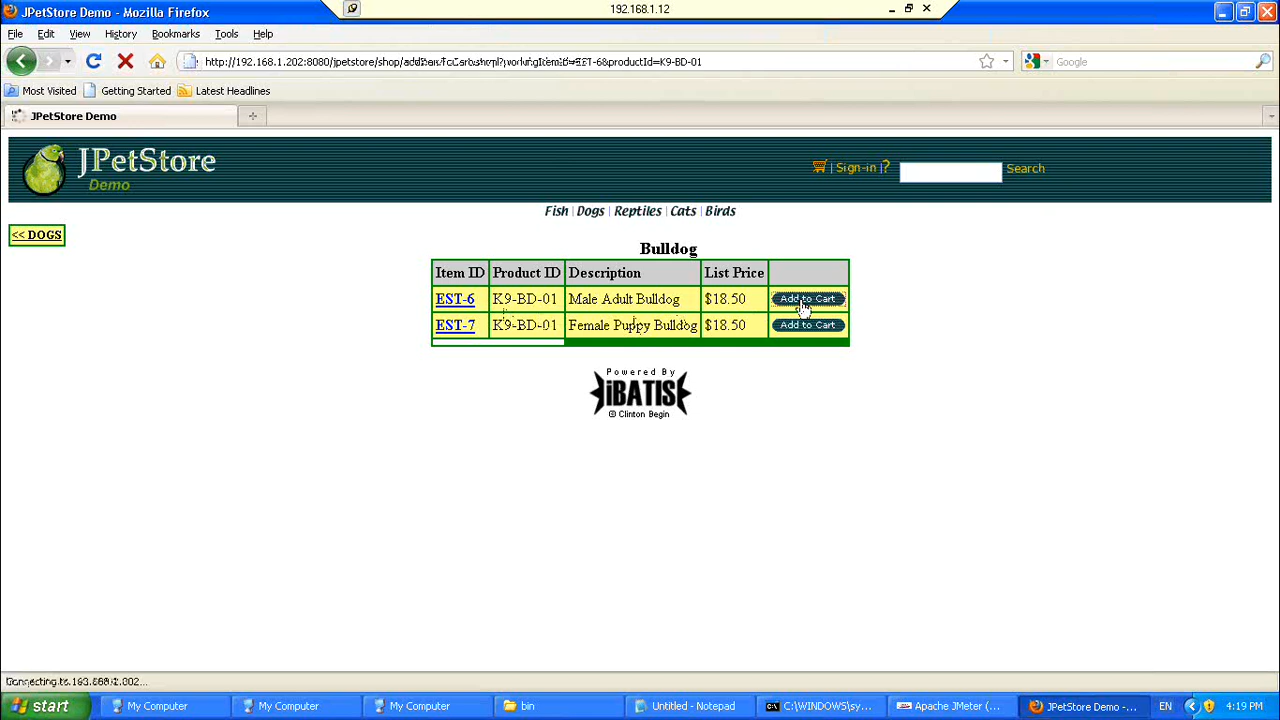 JPetStore Demo - Mozilla Firefox
192.168.1.12
File Edit View History Bookmarks Tools Help
Google
Most Visited Getting Started Latest Headlines
JPetStore Demo
JPetStore
Demo
| Sign-in | ?
Search
Fish | Dogs | Reptiles | Cats | Birds
<< DOGS
Bulldog
Item ID Product ID Description List Price
EST-6 K9-BD-01 Male Adult Bulldog $18.50 Add to Cart
EST-7 K9-BD-01 Female Puppy Bulldog $18.50 Add to Cart
Powered By
iBATIS
© Clinton Begin
start My Computer My Computer My Computer bin Untitled - Notepad C:\WINDOWS\sy... Apache JMeter (... JPetStore Demo -... EN 4:19 PM